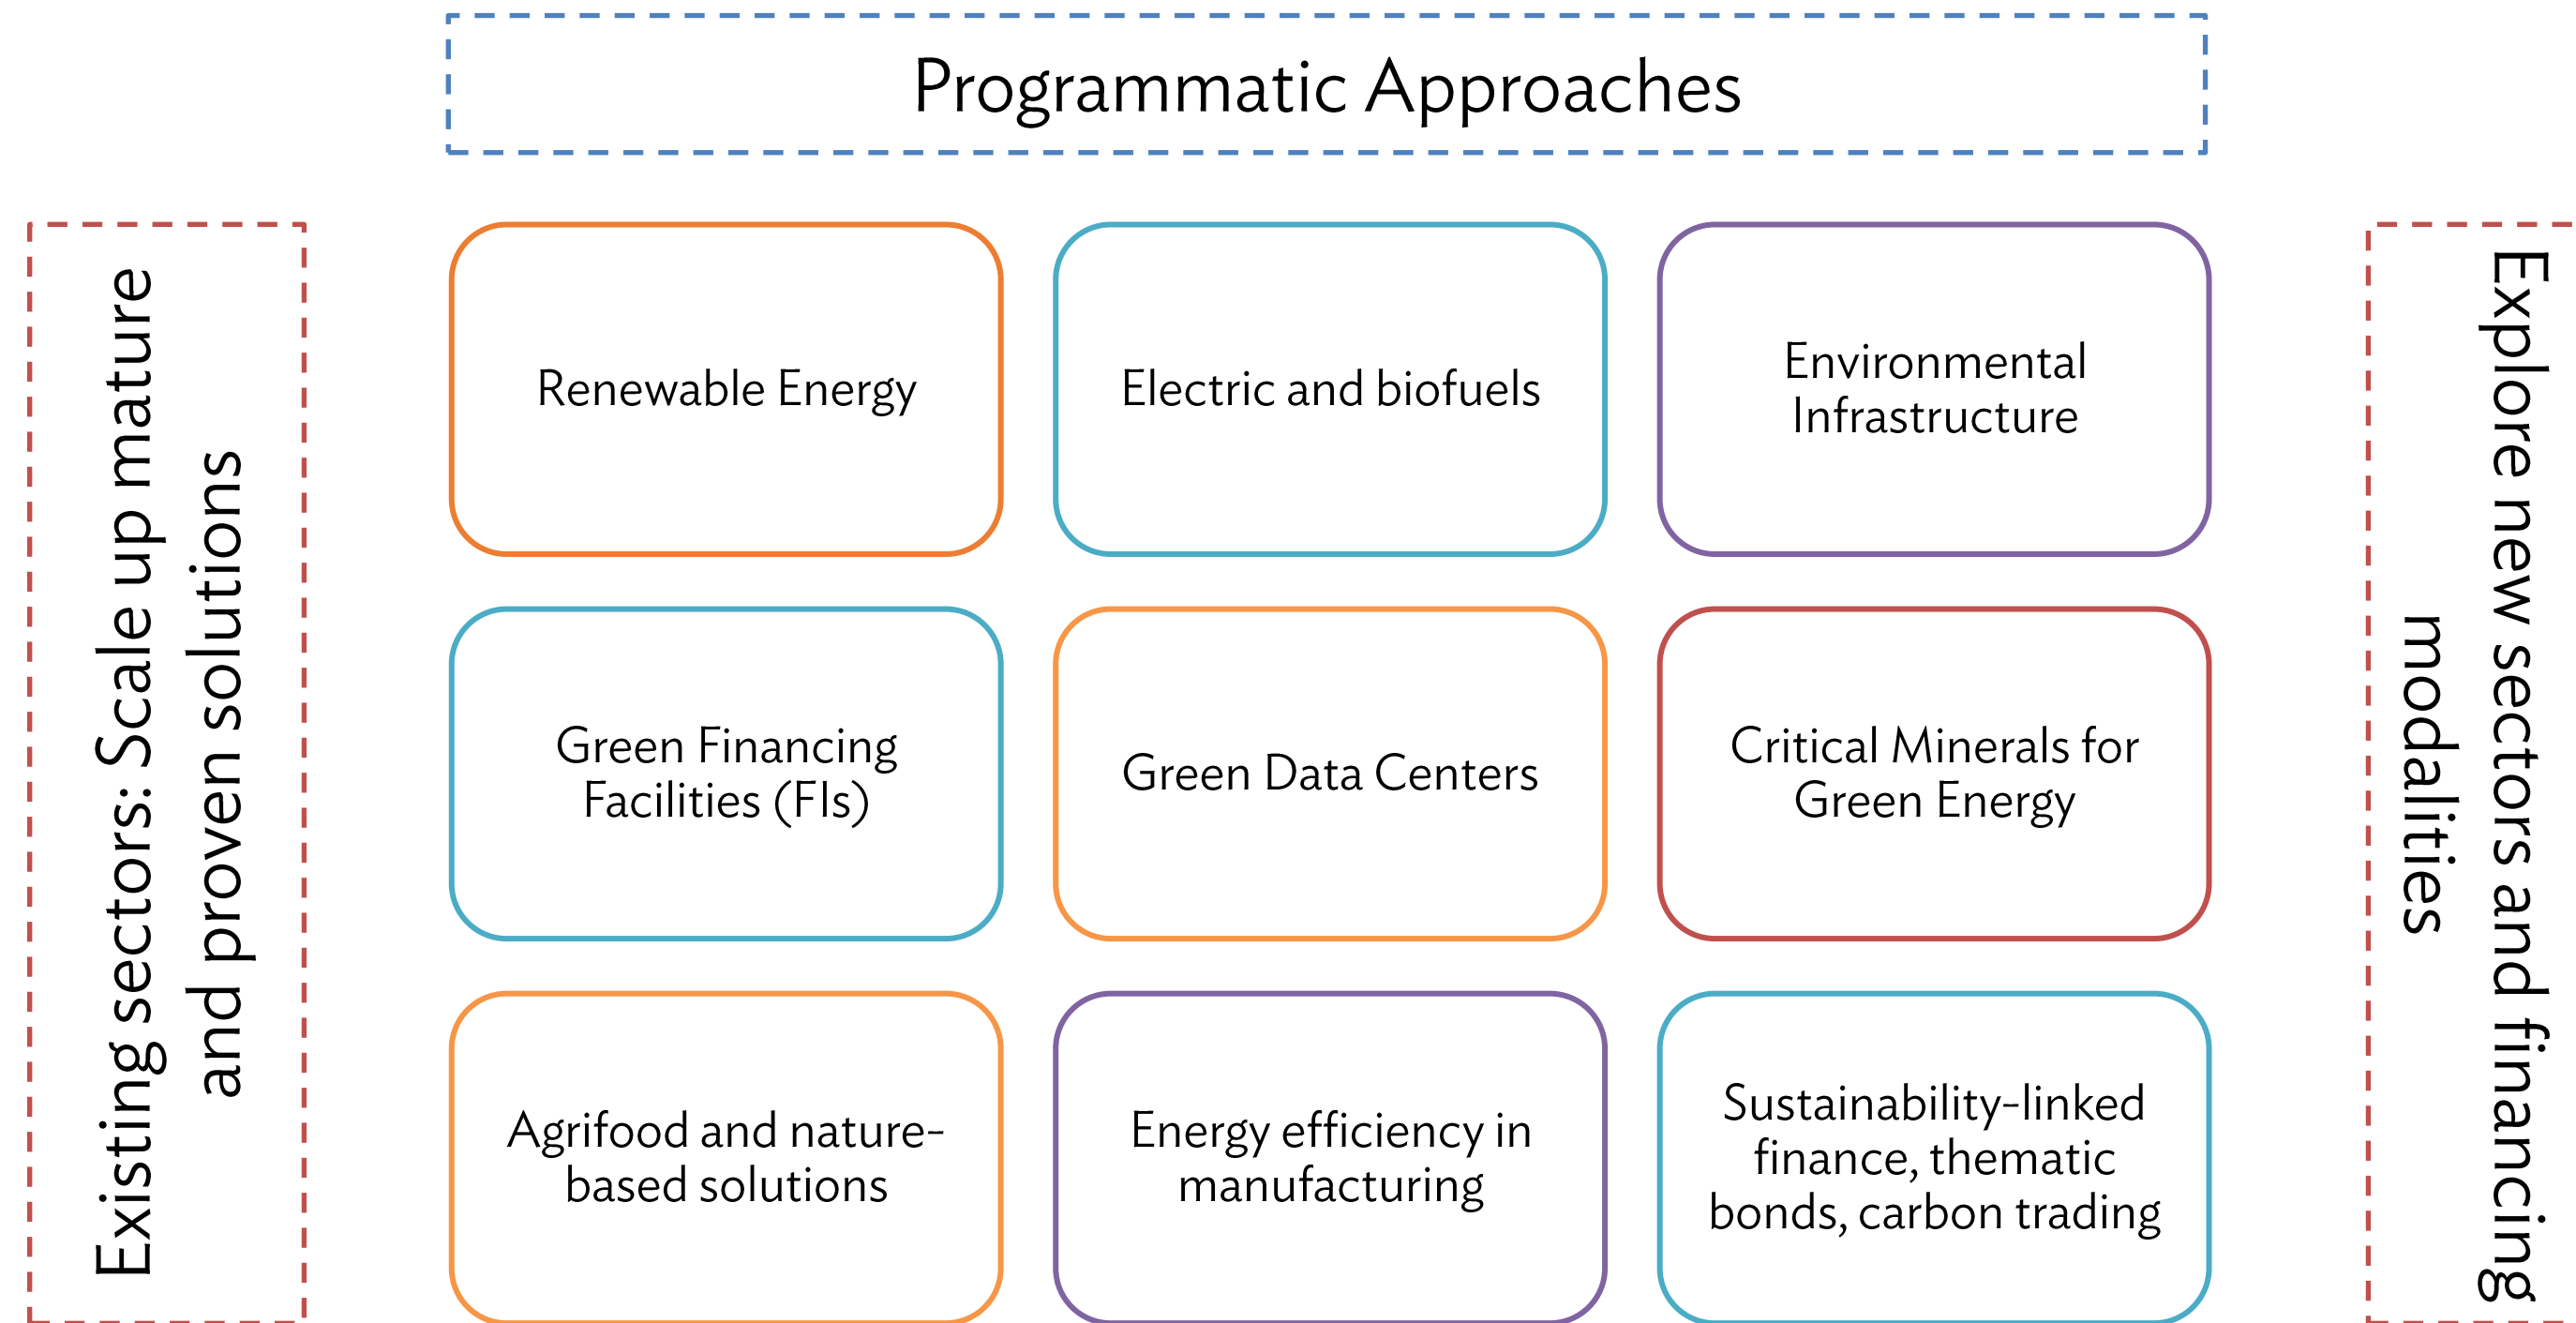 Programmatic Approaches
Existing sectors: Scale up mature
and proven solutions
Renewable Energy
Electric and biofuels
Environmental
Infrastructure
Green Financing
Facilities (FIs)
Green Data Centers
Critical Minerals for
Green Energy
Agrifood and nature-
based solutions
Energy efficiency in
manufacturing
Sustainability-linked
finance, thematic
bonds, carbon trading
Explore new sectors and financing
modalities